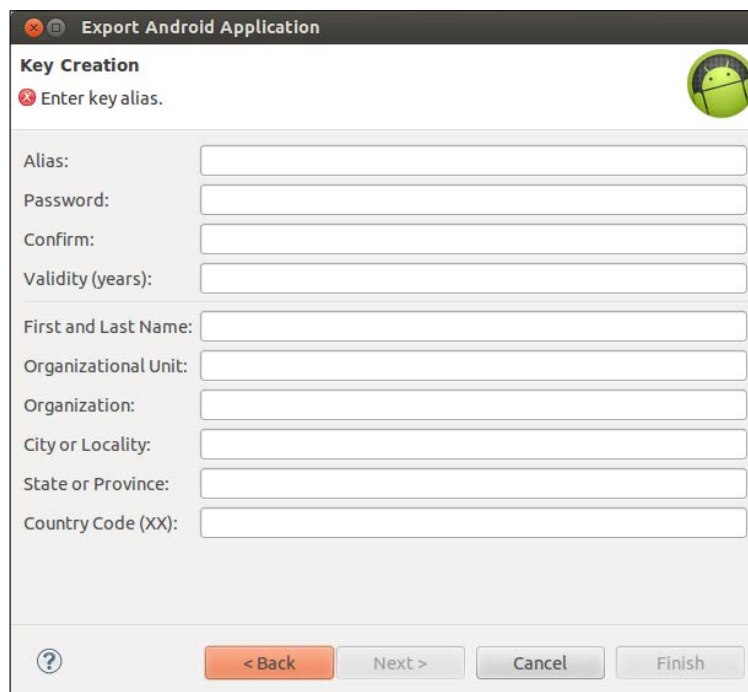 Export Android Application
Key Creation
Enter key alias.
Alias:
Password:
Confirm:
Validity (years):
First and Last Name:
Organizational Unit:
Organization:
City or Locality:
State or Province:
Country Code (XX):
? < Back Next > Cancel Finish